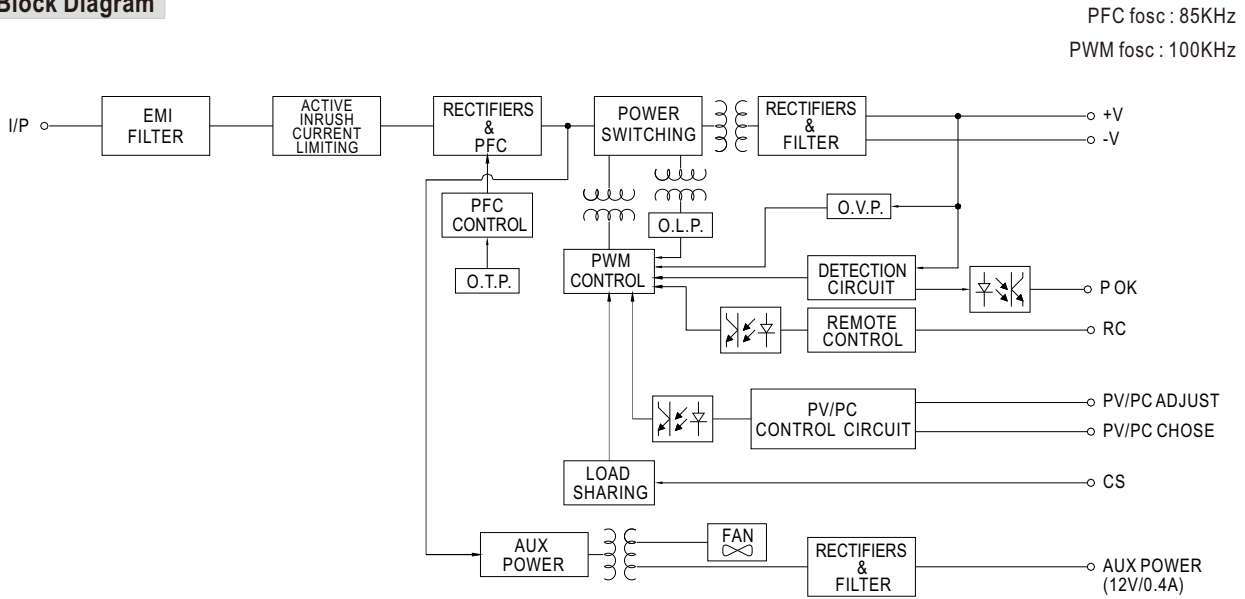 Block Diagram
PFC fosc : 85KHz
PWM fosc : 100KHz
I/P
EMI
FILTER
ACTIVE
INRUSH
CURRENT
LIMITING
RECTIFIERS
&
PFC
POWER
SWITCHING
RECTIFIERS
&
FILTER
+V
-V
PFC
CONTROL
O.T.P.
O.L.P.
O.V.P.
PWM
CONTROL
DETECTION
CIRCUIT
P OK
REMOTE
CONTROL
RC
PV/PC
CONTROL CIRCUIT
PV/PC ADJUST
PV/PC CHOSE
LOAD
SHARING
CS
AUX
POWER
FAN
RECTIFIERS
&
FILTER
AUX POWER
(12V/0.4A)